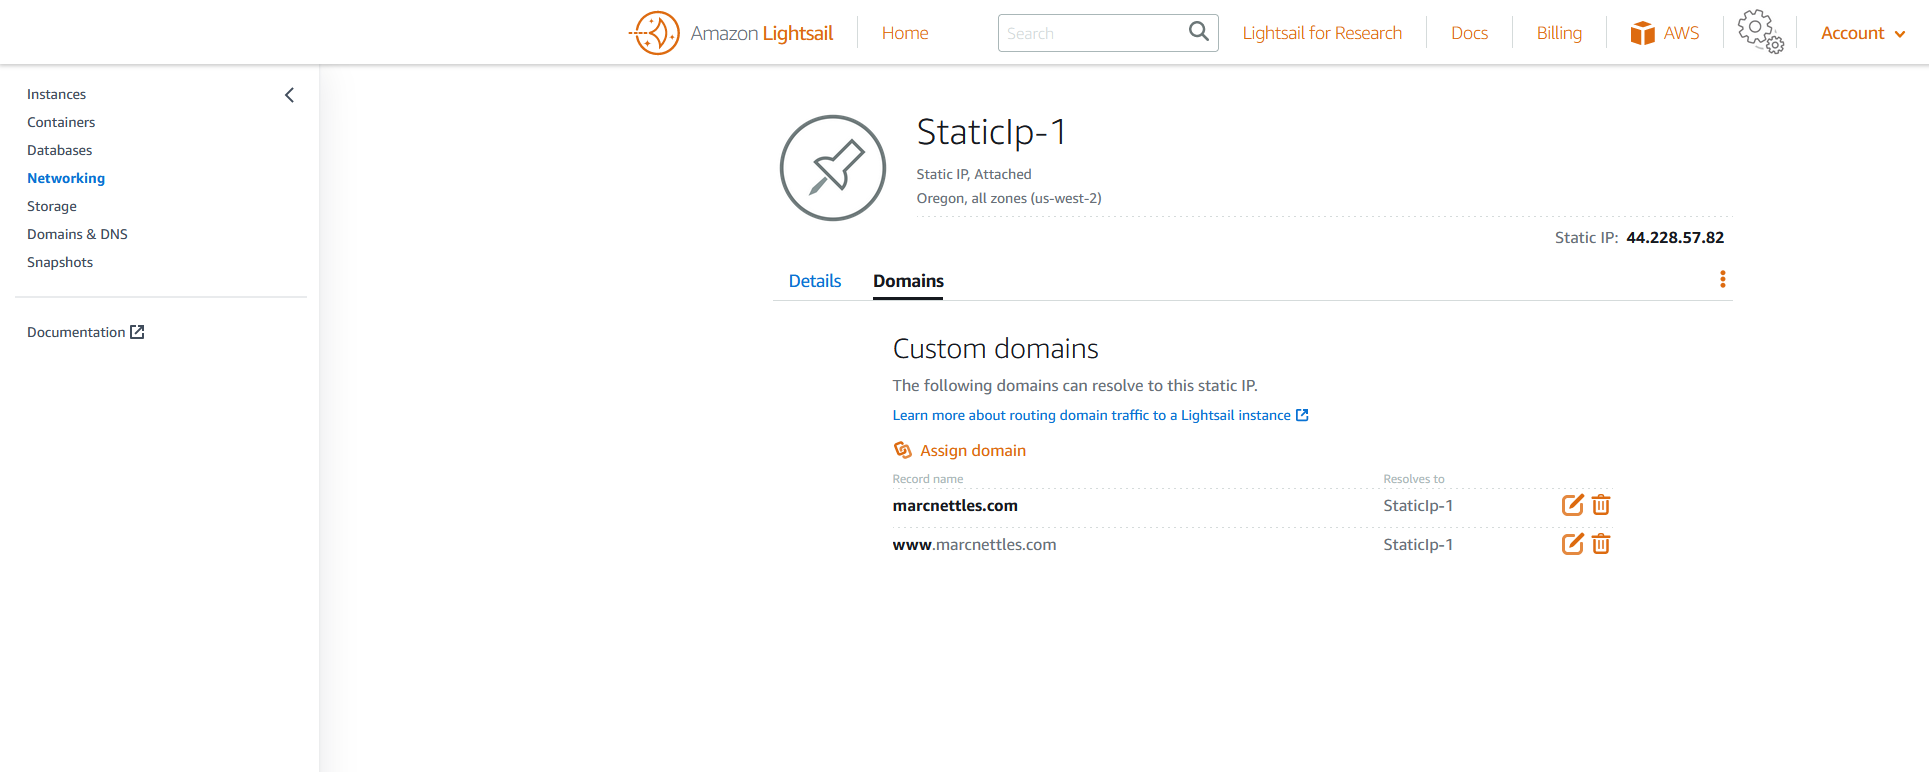 Amazon Lightsail
Home
Search
Lightsail for Research
Docs
Billing
AWS
Account
Instances
Containers
Databases
Networking
Storage
Domains & DNS
Snapshots
Documentation
StaticIp-1
Static IP, Attached
Oregon, all zones (us-west-2)
Static IP: 44.228.57.82
Details
Domains
Custom domains
The following domains can resolve to this static IP.
Learn more about routing domain traffic to a Lightsail instance
Assign domain
Record name
Resolves to
marcnettles.com
StaticIp-1
www.marcnettles.com
StaticIp-1